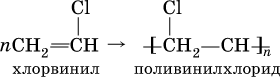 Cl Cl
nCH₂═CH → -[-CH₂—CH-]-ₙ
хлорвинил поливинилхлорид